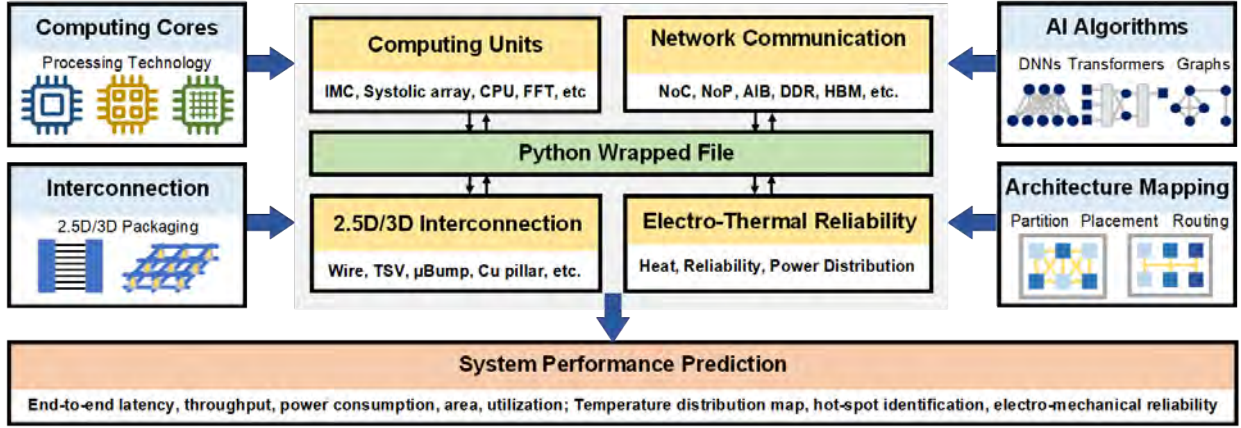 Computing Cores
Processing Technology
Interconnection
2.5D/3D Packaging
Computing Units
IMC, Systolic array, CPU, FFT, etc
Network Communication
NoC, NoP, AIB, DDR, HBM, etc.
Python Wrapped File
2.5D/3D Interconnection
Wire, TSV, µBump, Cu pillar, etc.
Electro-Thermal Reliability
Heat, Reliability, Power Distribution
AI Algorithms
DNNs Transformers Graphs
Architecture Mapping
Partition Placement Routing
System Performance Prediction
End-to-end latency, throughput, power consumption, area, utilization; Temperature distribution map, hot-spot identification, electro-mechanical reliability